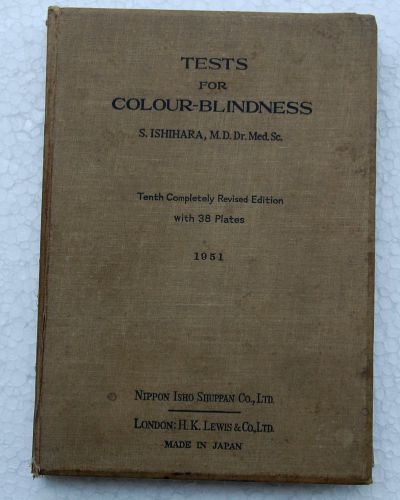 TESTS
FOR
COLOUR-BLINDNESS
S. ISHIHARA, M.D. Dr. Med. Sc.
Tenth Completely Revised Edition
with 38 Plates
1951
NIPPON ISHO SHUPPAN CO., LTD.
LONDON: H. K. LEWIS & CO., LTD.
MADE IN JAPAN